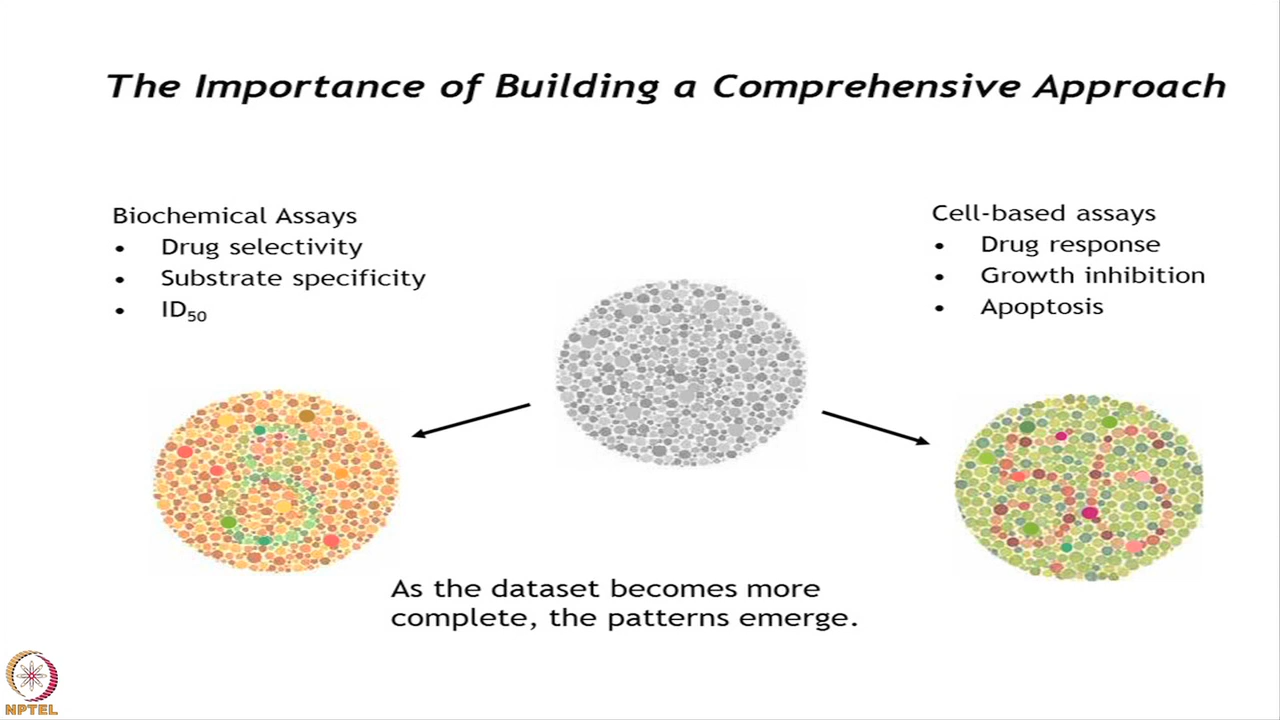 The Importance of Building a Comprehensive Approach
Biochemical Assays
• Drug selectivity
• Substrate specificity
• ID50
Cell-based assays
• Drug response
• Growth inhibition
• Apoptosis
56
As the dataset becomes more
complete, the patterns emerge.
NPTEL